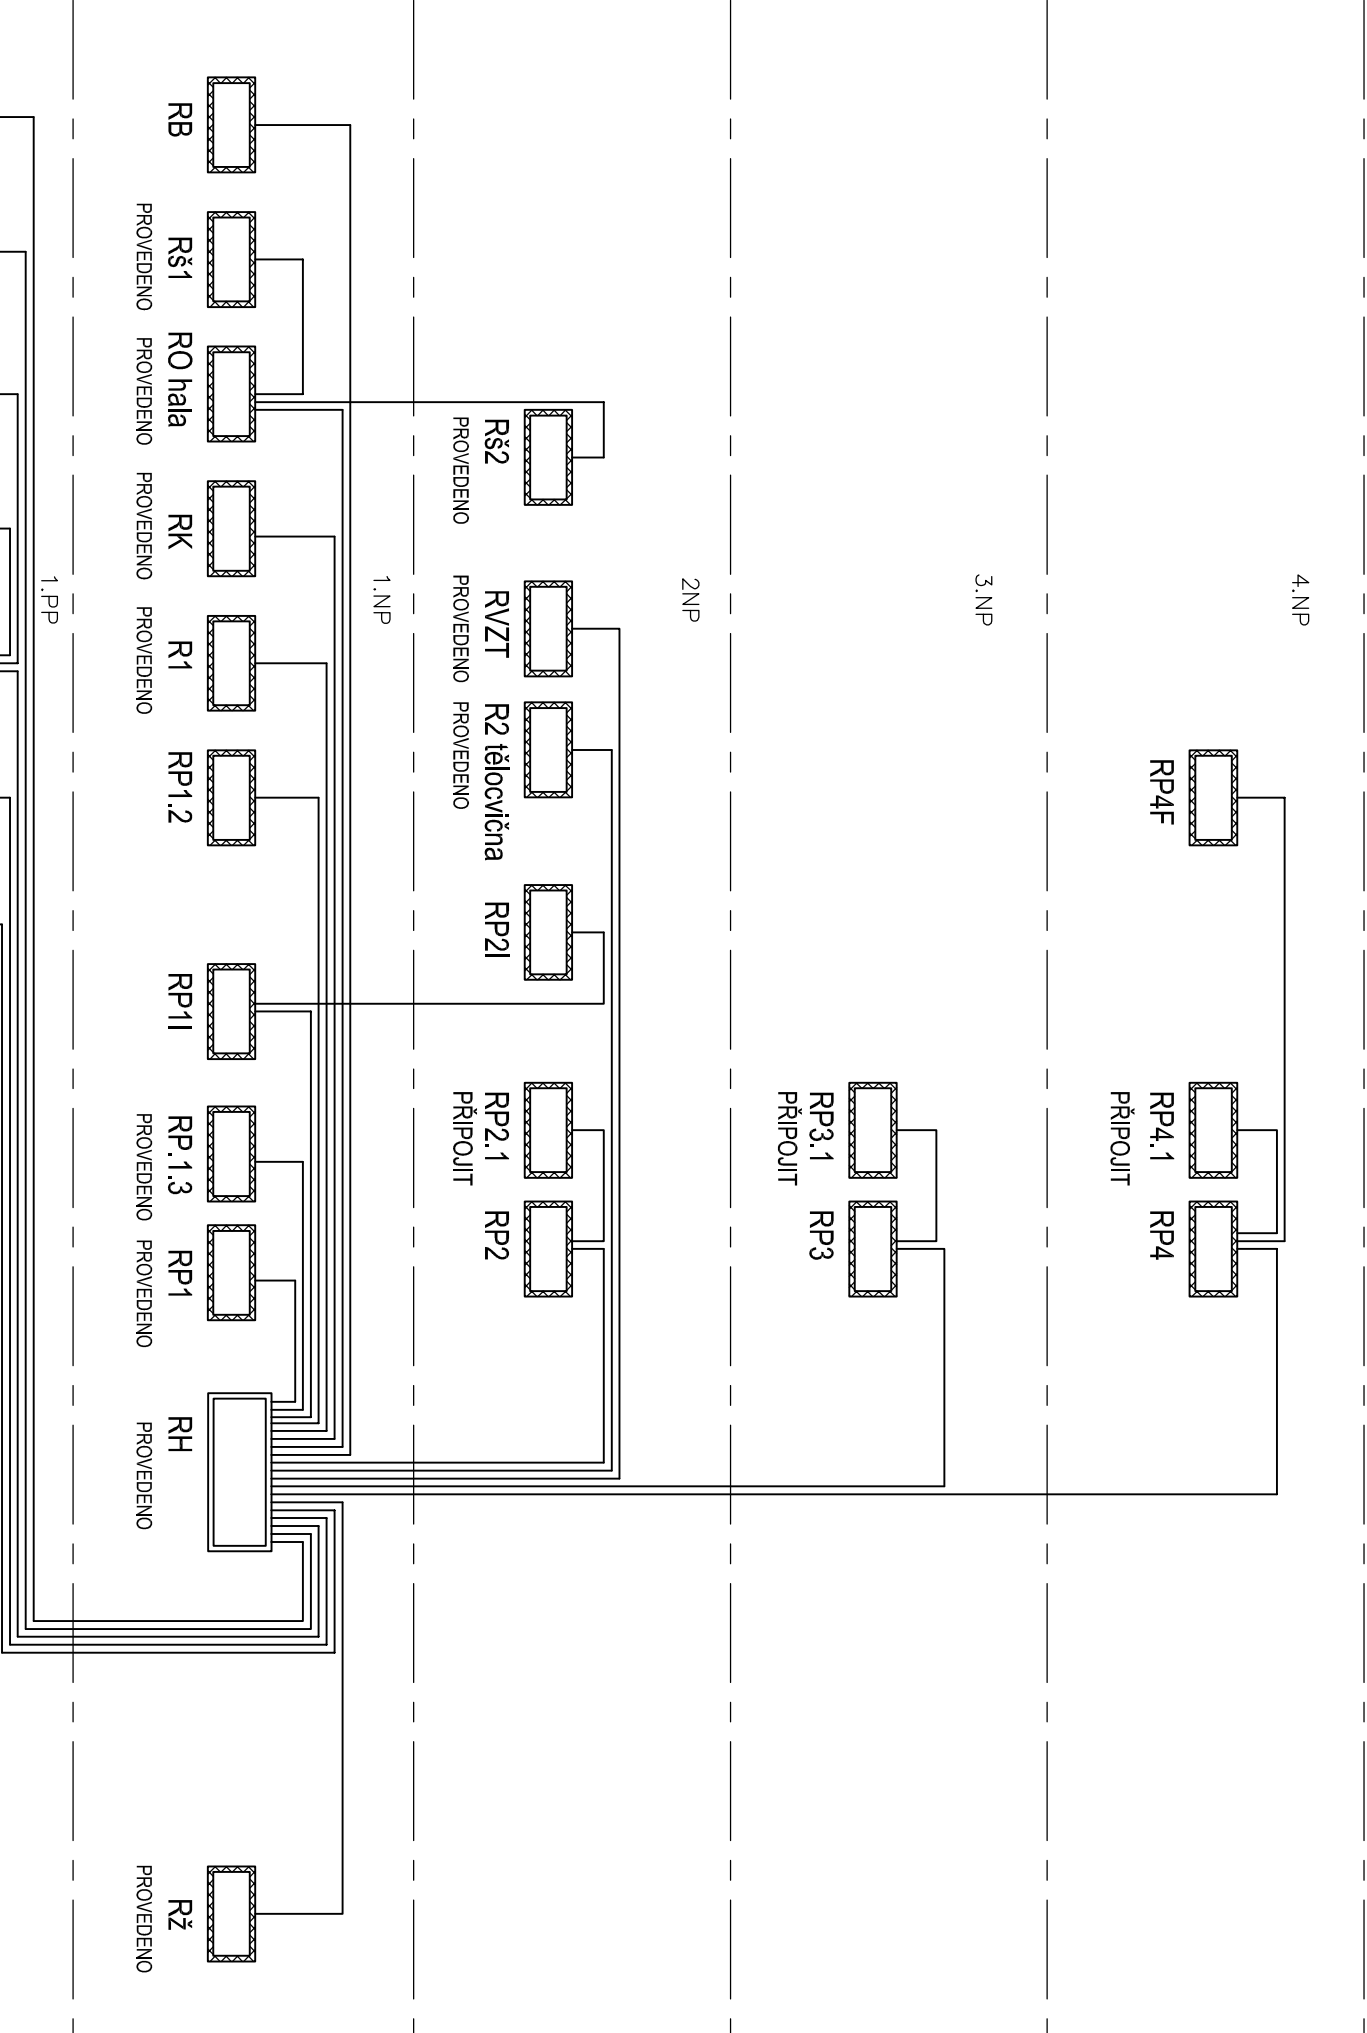 4.NP
RP4F
RP4.1
PŘIPOJIT
RP4
3.NP
RP3.1
PŘIPOJIT
RP3
2NP
Rš2
PROVEDENO
RVZT
PROVEDENO
R2 tělocvična
PROVEDENO
RP2I
RP2.1
PŘIPOJIT
RP2
1.NP
RB
Rš1
PROVEDENO
RO hala
PROVEDENO
RK
PROVEDENO
R1
PROVEDENO
RP1.2
RP1I
RP.1.3
PROVEDENO
RP1
PROVEDENO
RH
PROVEDENO
Rž
PROVEDENO
1.PP